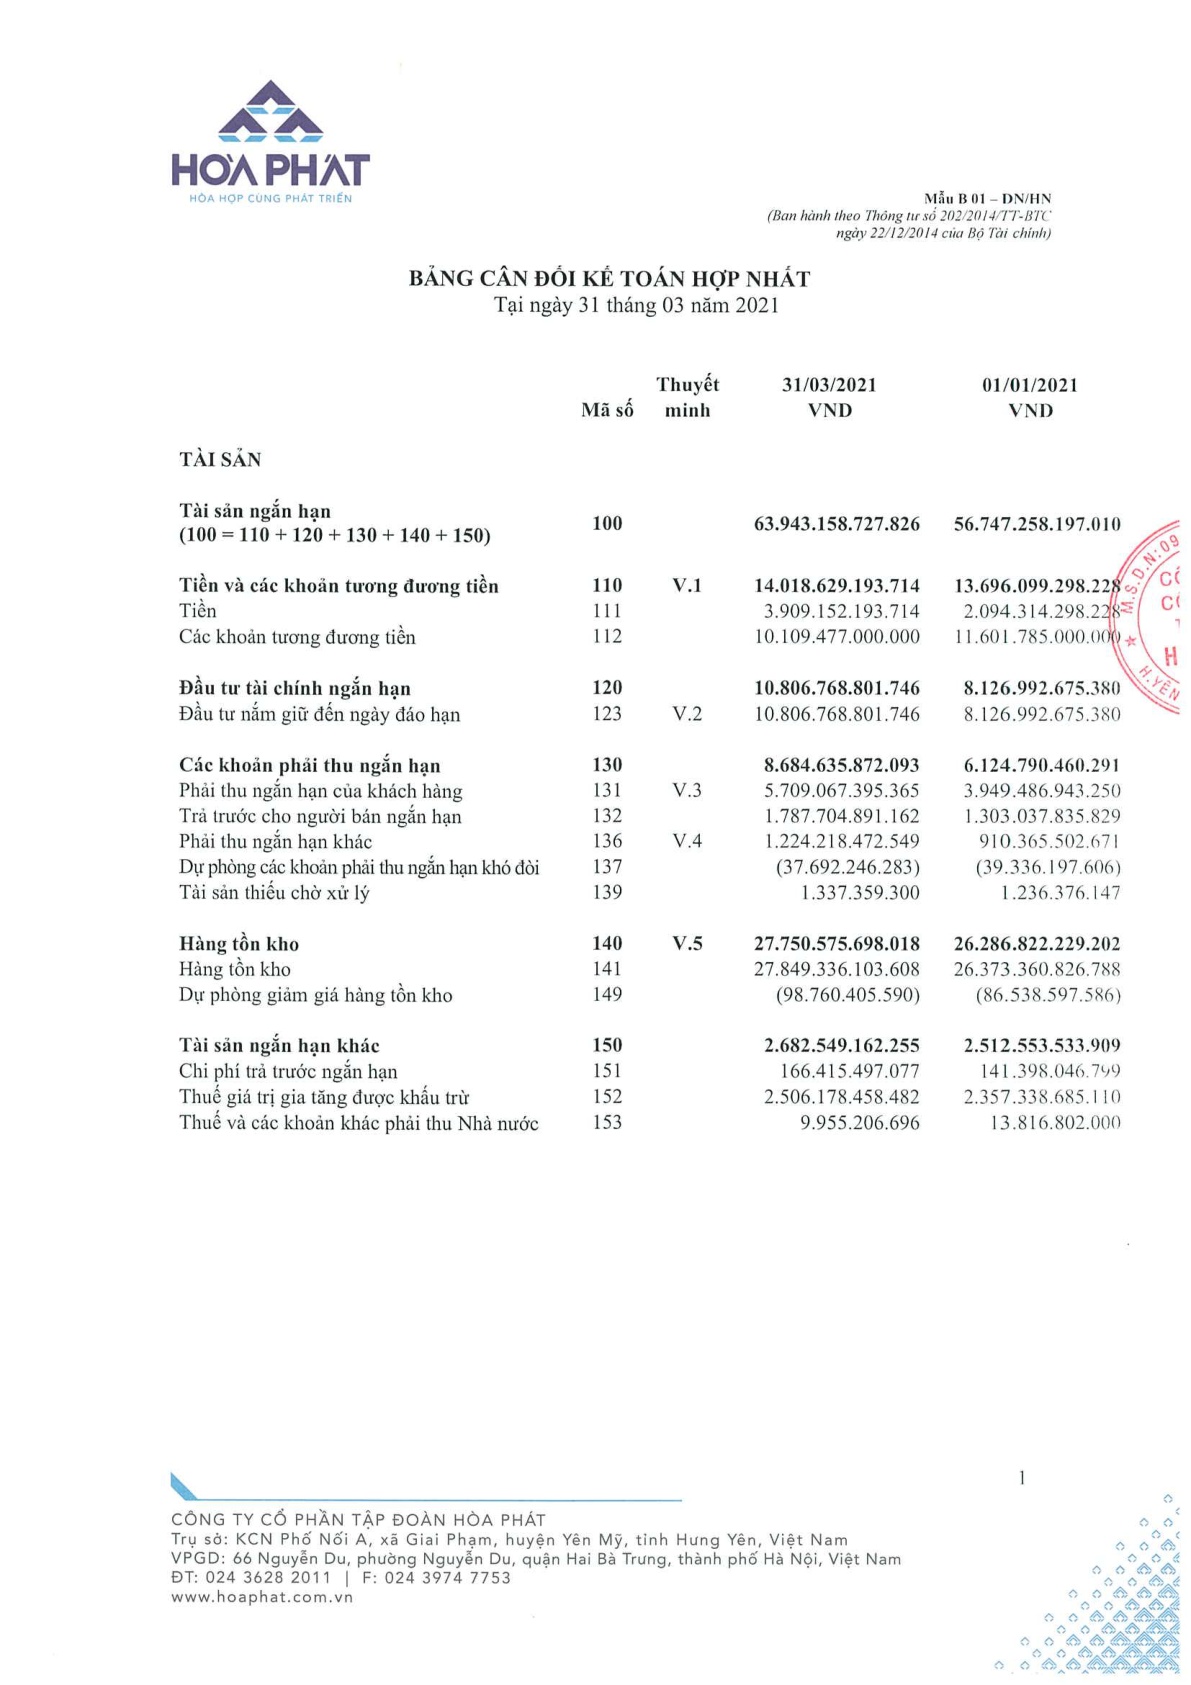 HÒA PHÁT
HÒA HỢP CÙNG PHÁT TRIỂN
Mẫu B 01 – DN/HN
(Ban hành theo Thông tư số 202/2014/TT-BTC
ngày 22/12/2014 của Bộ Tài chính)
BẢNG CÂN ĐỐI KẾ TOÁN HỢP NHẤT
Tại ngày 31 tháng 03 năm 2021
Thuyết 31/03/2021 01/01/2021
Mã số minh VND VND
TÀI SẢN
Tài sản ngắn hạn
(100 = 110 + 120 + 130 + 140 + 150) 100 63.943.158.727.826 56.747.258.197.010
Tiền và các khoản tương đương tiền 110 V.1 14.018.629.193.714 13.696.099.298.228
Tiền 111 3.909.152.193.714 2.094.314.298.228
Các khoản tương đương tiền 112 10.109.477.000.000 11.601.785.000.000
Đầu tư tài chính ngắn hạn 120 10.806.768.801.746 8.126.992.675.380
Đầu tư nắm giữ đến ngày đáo hạn 123 V.2 10.806.768.801.746 8.126.992.675.380
Các khoản phải thu ngắn hạn 130 8.684.635.872.093 6.124.790.460.291
Phải thu ngắn hạn của khách hàng 131 V.3 5.709.067.395.365 3.949.486.943.250
Trả trước cho người bán ngắn hạn 132 1.787.704.891.162 1.303.037.835.829
Phải thu ngắn hạn khác 136 V.4 1.224.218.472.549 910.365.502.671
Dự phòng các khoản phải thu ngắn hạn khó đòi 137 (37.692.246.283) (39.336.197.606)
Tài sản thiếu chờ xử lý 139 1.337.359.300 1.236.376.147
Hàng tồn kho 140 V.5 27.750.575.698.018 26.286.822.229.202
Hàng tồn kho 141 27.849.336.103.608 26.373.360.826.788
Dự phòng giảm giá hàng tồn kho 149 (98.760.405.590) (86.538.597.586)
Tài sản ngắn hạn khác 150 2.682.549.162.255 2.512.553.533.909
Chi phí trả trước ngắn hạn 151 166.415.497.077 141.398.046.799
Thuế giá trị gia tăng được khấu trừ 152 2.506.178.458.482 2.357.338.685.110
Thuế và các khoản khác phải thu Nhà nước 153 9.955.206.696 13.816.802.000
M.S.D.N:09
H.YÊN
1
CÔNG TY CỔ PHẦN TẬP ĐOÀN HÒA PHÁT
Trụ sở: KCN Phố Nối A, xã Giai Phạm, huyện Yên Mỹ, tỉnh Hưng Yên, Việt Nam
VPGD: 66 Nguyễn Du, phường Nguyễn Du, quận Hai Bà Trưng, thành phố Hà Nội, Việt Nam
ĐT: 024 3628 2011 | F: 024 3974 7753
www.hoaphat.com.vn